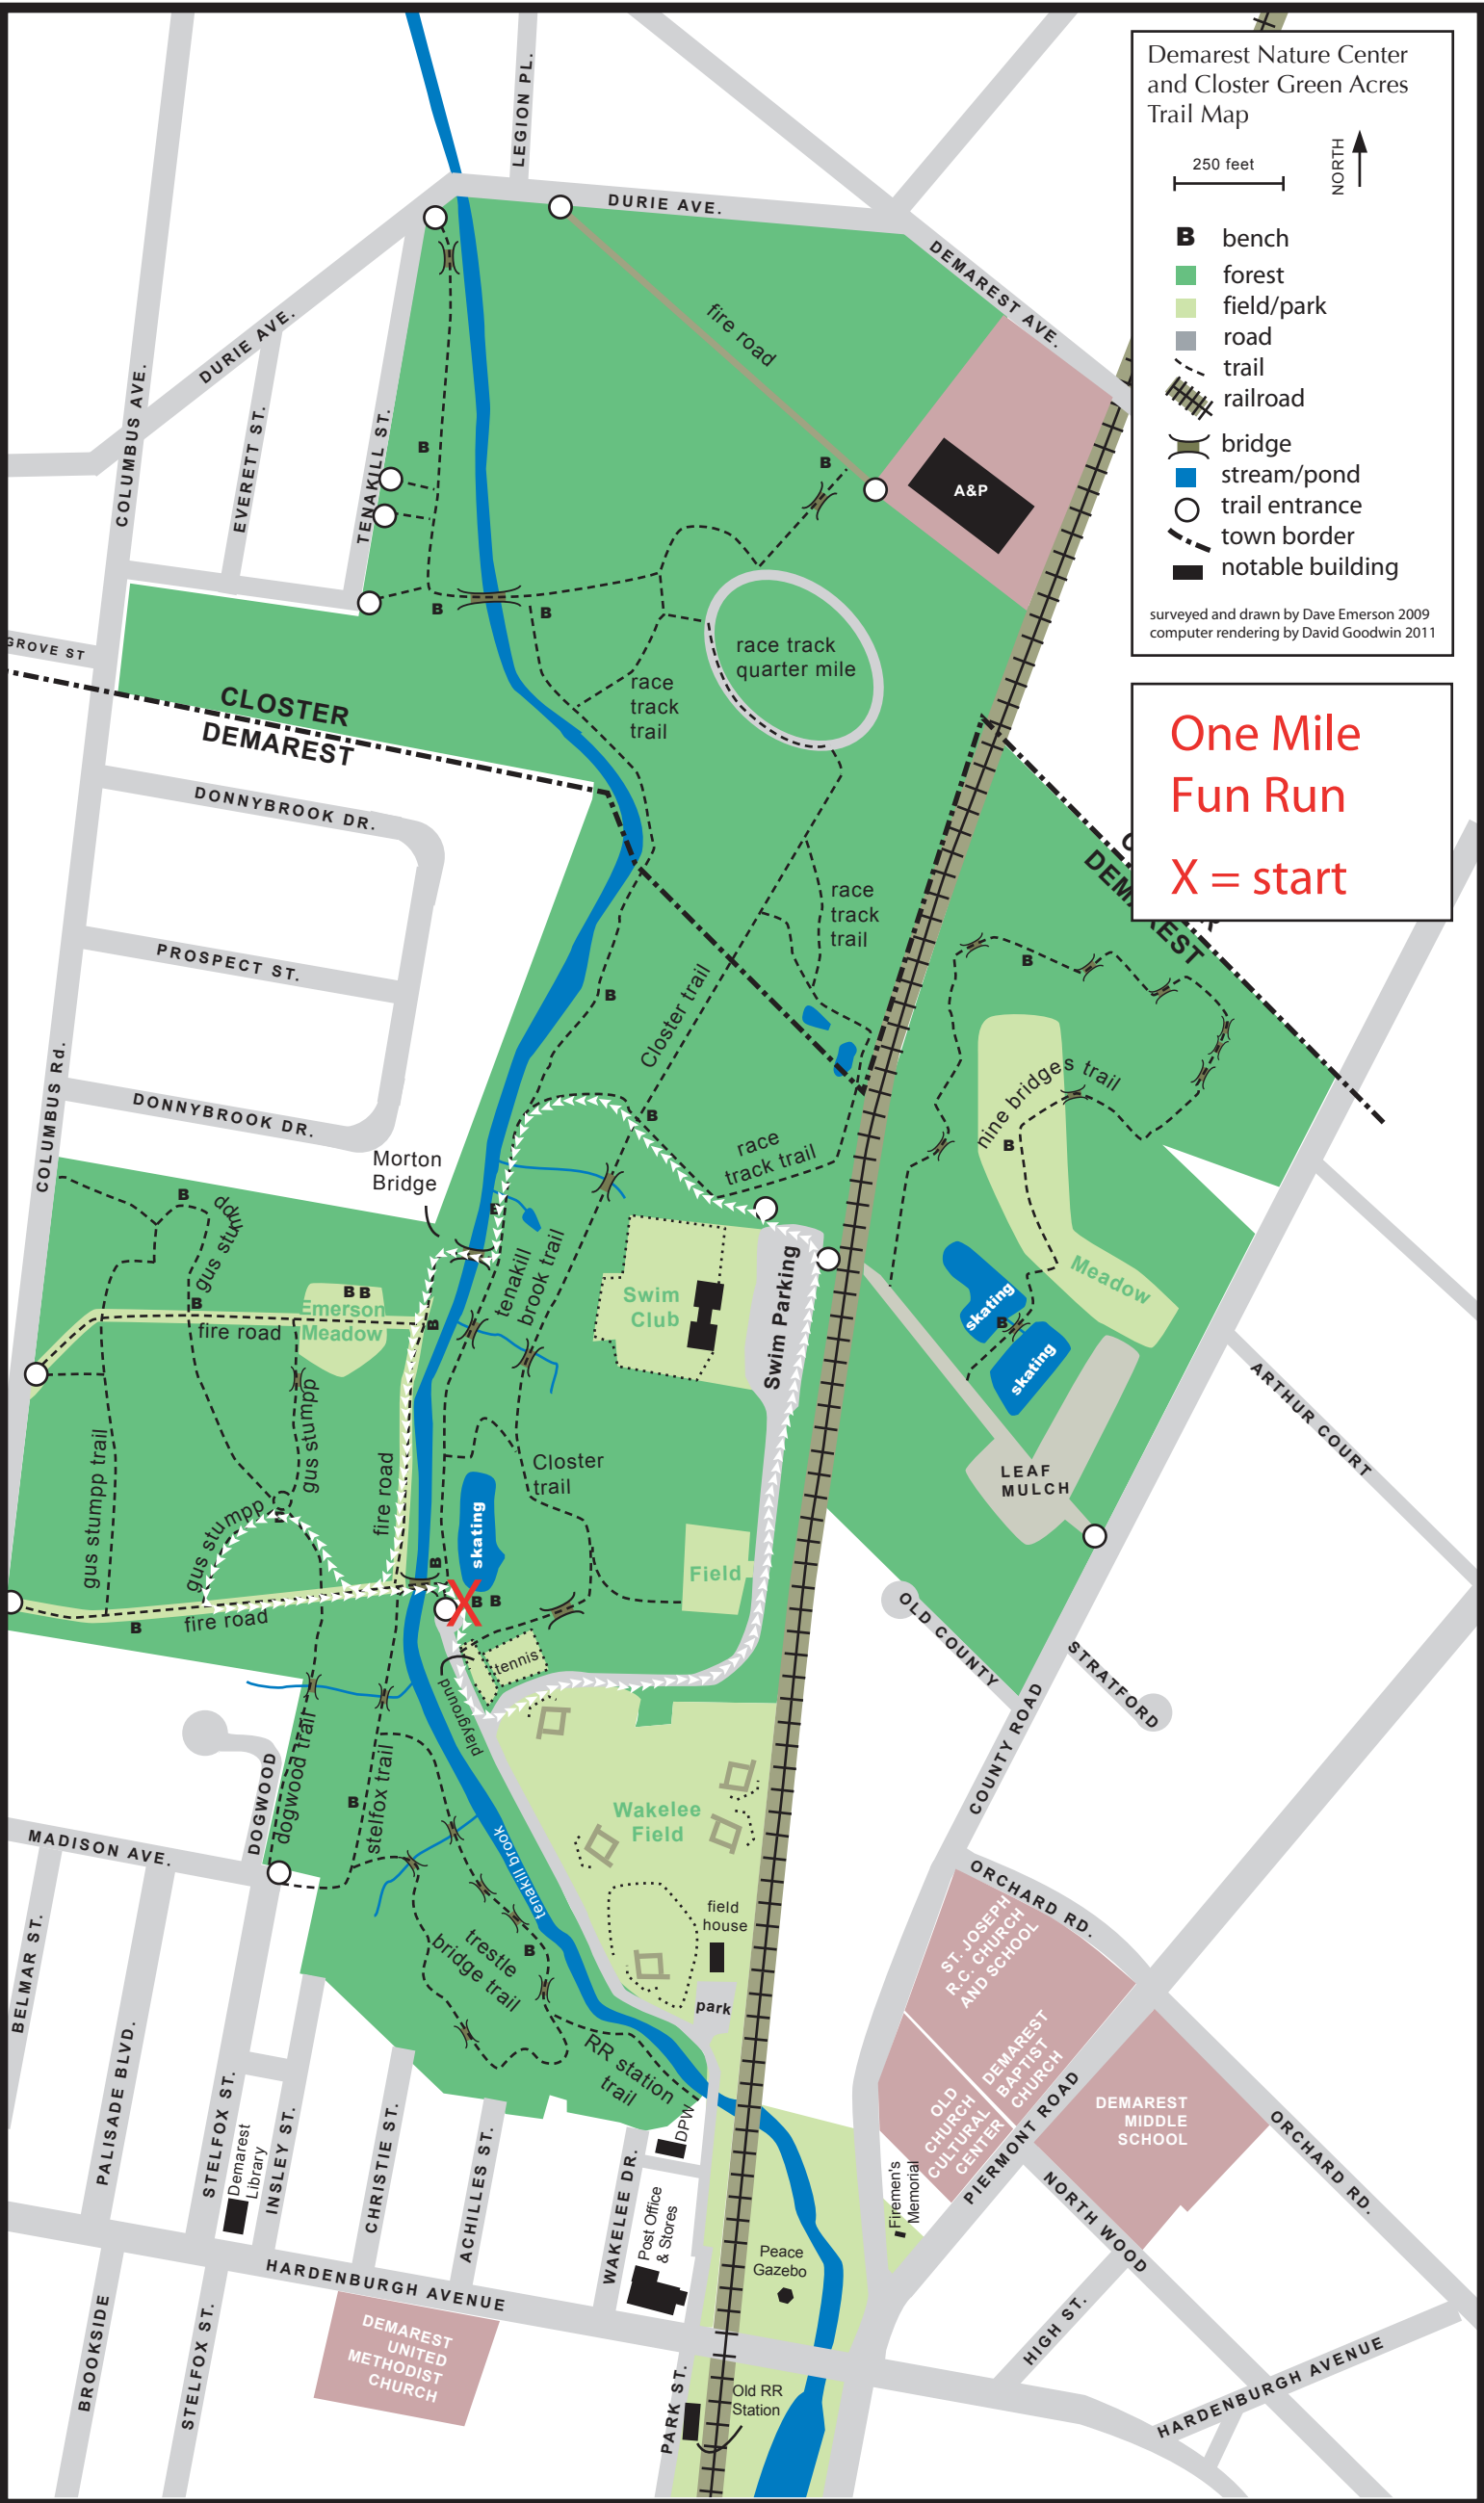 Demarest Nature Center
and Closter Green Acres
Trail Map
250 feet
NORTH
B bench
forest
field/park
road
trail
railroad
bridge
stream/pond
trail entrance
town border
notable building
surveyed and drawn by Dave Emerson 2009
computer rendering by David Goodwin 2011
One Mile
Fun Run
X = start
LEGION PL.
DURIE AVE.
DEMAREST AVE.
DURIE AVE.
COLUMBUS AVE.
EVERETT ST.
TENAKILL ST.
fire road
A&P
B
B
B
B
GROVE ST
CLOSTER
DEMAREST
race track
quarter mile
race
track
trail
DONNYBROOK DR.
PROSPECT ST.
DONNYBROOK DR.
COLUMBUS Rd.
race
track
trail
Closter trail
B
B
DEMAREST
B
nine bridges trail
B
race
track trail
Morton
Bridge
B
gus stumpp
B
B B
Emerson
Meadow
fire road
B
B
tenakill
brook trail
Swim
Club
Swim Parking
Meadow
skating
B
skating
ARTHUR COURT
gus stumpp trail
gus stumpp
gus stumpp
fire road
Closter
trail
skating
LEAF
MULCH
Field
B
X
B B
B
fire road
tennis
playground
OLD COUNTY
STRATFORD
COUNTY ROAD
DOGWOOD
dogwood trail
stelfox trail
B
MADISON AVE.
Wakelee
Field
tenakill brook
field
house
park
trestle
bridge trail
B
RR station
trail
ORCHARD RD.
ST. JOSEPH
R.C. CHURCH
AND SCHOOL
DEMAREST
BAPTIST
CHURCH
OLD
CHURCH
CULTURAL
CENTER
PIERMONT ROAD
DEMAREST
MIDDLE
SCHOOL
ORCHARD RD.
NORTH WOOD
HIGH ST.
HARDENBURGH AVENUE
Firemen's
Memorial
Peace
Gazebo
DPW
Post Office
& Stores
WAKELEE DR.
BELMAR ST.
PALISADE BLVD.
STELFOX ST.
Demarest
Library
INSLEY ST.
CHRISTIE ST.
ACHILLES ST.
HARDENBURGH AVENUE
DEMAREST
UNITED
METHODIST
CHURCH
BROOKSIDE
STELFOX ST.
PARK ST.
Old RR
Station